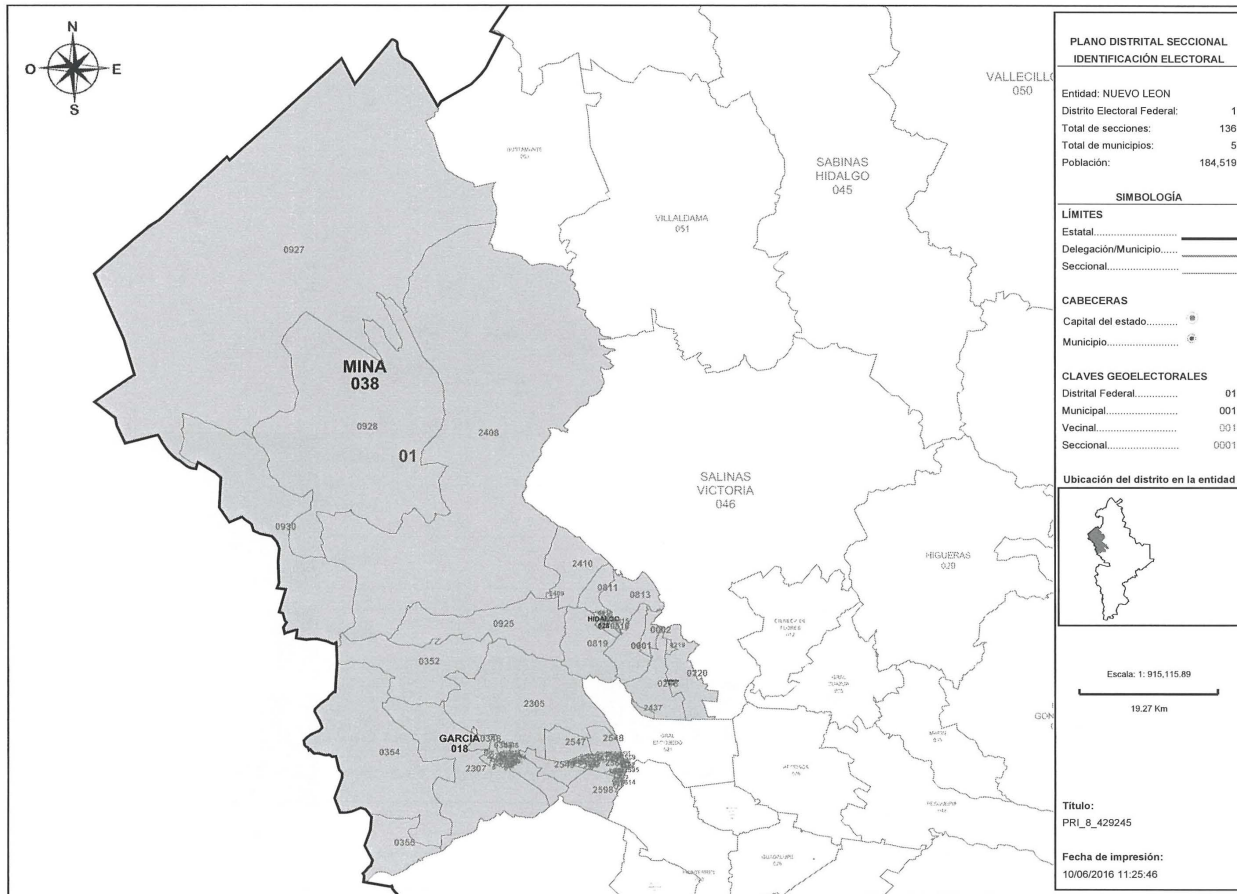 N
O
E
S
PLANO DISTRITAL SECCIONAL
IDENTIFICACIÓN ELECTORAL
Entidad: NUEVO LEON
Distrito Electoral Federal: 1
Total de secciones: 136
Total de municipios: 5
Población: 184,519
SIMBOLOGÍA
LÍMITES
Estatal........................
Delegación/Municipio......
Seccional......................
CABECERAS
Capital del estado...........
Municipio......................
CLAVES GEOELECTORALES
Distrital Federal............... 01
Municipal....................... 001
Vecinal.......................... 001
Seccional....................... 0001
Ubicación del distrito en la entidad
Escala: 1: 915,115.89
19.27 Km
Título:
PRI_8_429245
Fecha de impresión:
10/06/2016 11:25:46
VALLECILLO
050
SABINAS
HIDALGO
045
VILLALDAMA
051
0927
MINA
038
0928
2408
01
SALINAS
VICTORIA
046
0930
HIGUERAS
029
2410
0811
0813
HIDALGO
0925
0819
0002
0001
0219
0220
0352
2305
2437
GARCIA
018
2547
2548
0354
2307
2598
0355
GUADALUPE